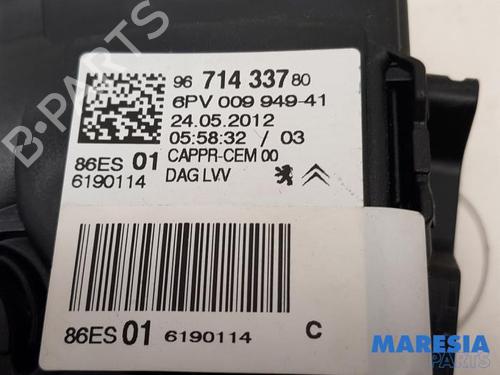 96 714 337 80
6PV 009 949-41
24.05.2012
05:58:32 / 03
86ES 01 CAPPR-CEM 00
6190114 DAG LVV
86ES 01 6190114 C
B-PARTS
MARESIA
PARTS